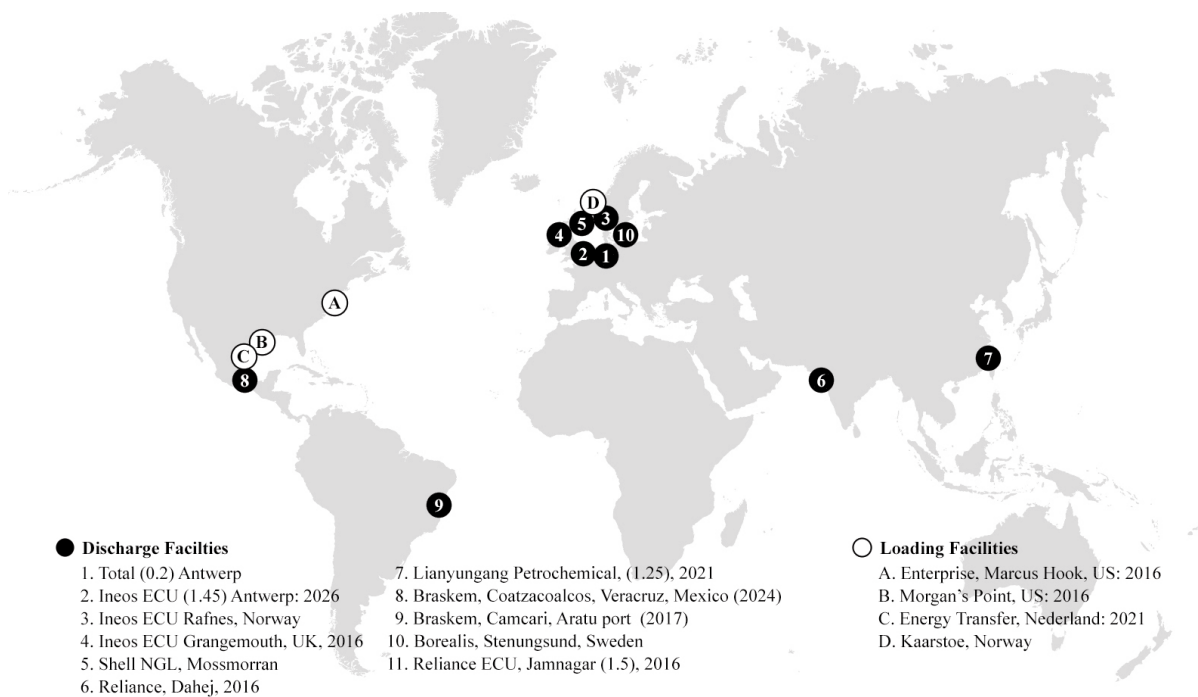 D
5
3
4
10
2
1
A
B
C
8
7
6
9
Discharge Facilties
1. Total (0.2) Antwerp
2. Ineos ECU (1.45) Antwerp: 2026
3. Ineos ECU Rafnes, Norway
4. Ineos ECU Grangemouth, UK, 2016
5. Shell NGL, Mossmorran
6. Reliance, Dahej, 2016
7. Lianyungang Petrochemical, (1.25), 2021
8. Braskem, Coatzacoalcos, Veracruz, Mexico (2024)
9. Braskem, Camcari, Aratu port (2017)
10. Borealis, Stenungsund, Sweden
11. Reliance ECU, Jamnagar (1.5), 2016
Loading Facilities
A. Enterprise, Marcus Hook, US: 2016
B. Morgan’s Point, US: 2016
C. Energy Transfer, Nederland: 2021
D. Kaarstoe, Norway